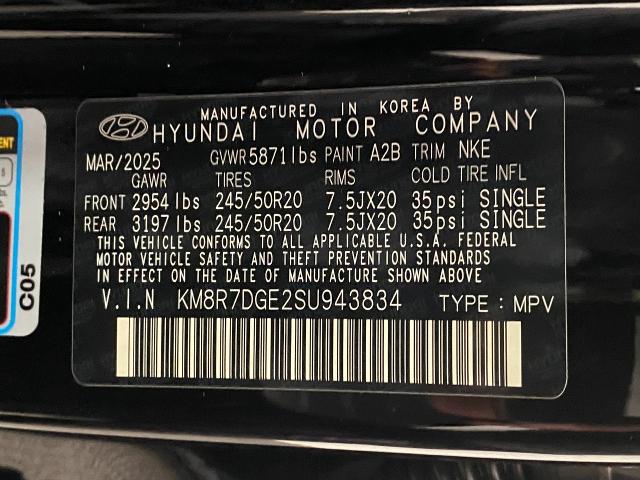 MANUFACTURED IN KOREA BY
HYUNDAI MOTOR COMPANY
MAR/2025 GVWR5871lbs PAINT A2B TRIM NKE
GAWR TIRES RIMS COLD TIRE INFL
FRONT 2954 lbs 245/50R20 7.5JX20 35psi SINGLE
REAR 3197 lbs 245/50R20 7.5JX20 35psi SINGLE
THIS VEHICLE CONFORMS TO ALL APPLICABLE U.S.A. FEDERAL
MOTOR VEHICLE SAFETY AND THEFT PREVENTION STANDARDS
IN EFFECT ON THE DATE OF MANUFACTURE SHOWN ABOVE
V.I.N KM8R7DGE2SU943834 TYPE : MPV
C05